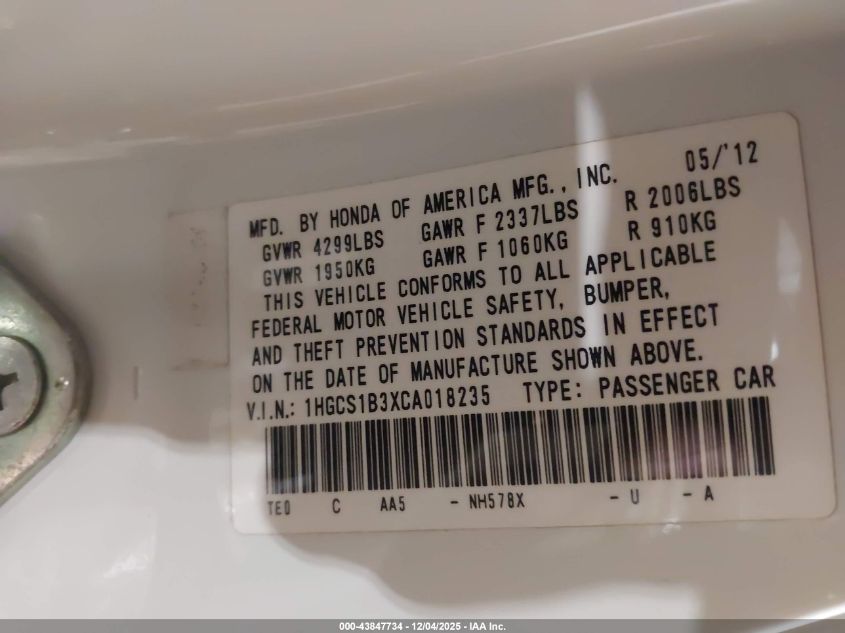 MFD. BY HONDA OF AMERICA MFG., INC. 05/'12
GVWR 4299LBS GAWR F 2337LBS R 2006LBS
GVWR 1950KG GAWR F 1060KG R 910KG
THIS VEHICLE CONFORMS TO ALL APPLICABLE
FEDERAL MOTOR VEHICLE SAFETY, BUMPER,
AND THEFT PREVENTION STANDARDS IN EFFECT
ON THE DATE OF MANUFACTURE SHOWN ABOVE.
V.I.N.: 1HGCS1B3XCA018235 TYPE: PASSENGER CAR
TE0 C AA5 - NH578X - U - A
000-43847734 - 12/04/2025 - IAA Inc.